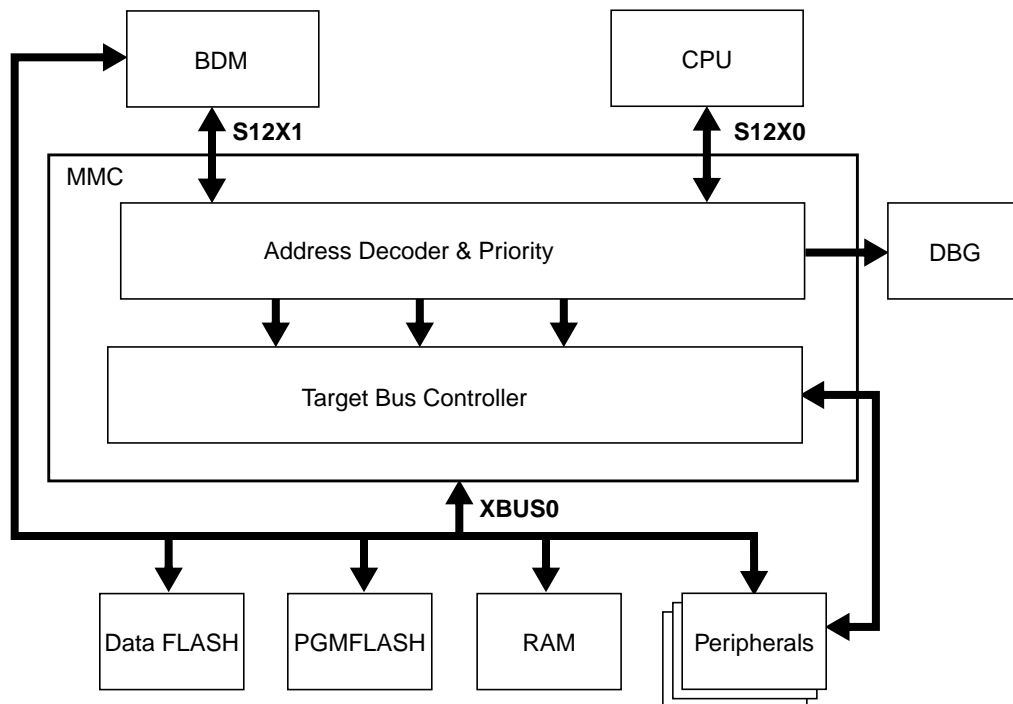 BDM
CPU
S12X1
S12X0
MMC
Address Decoder & Priority
DBG
Target Bus Controller
XBUS0
Data FLASH
PGMFLASH
RAM
Peripherals